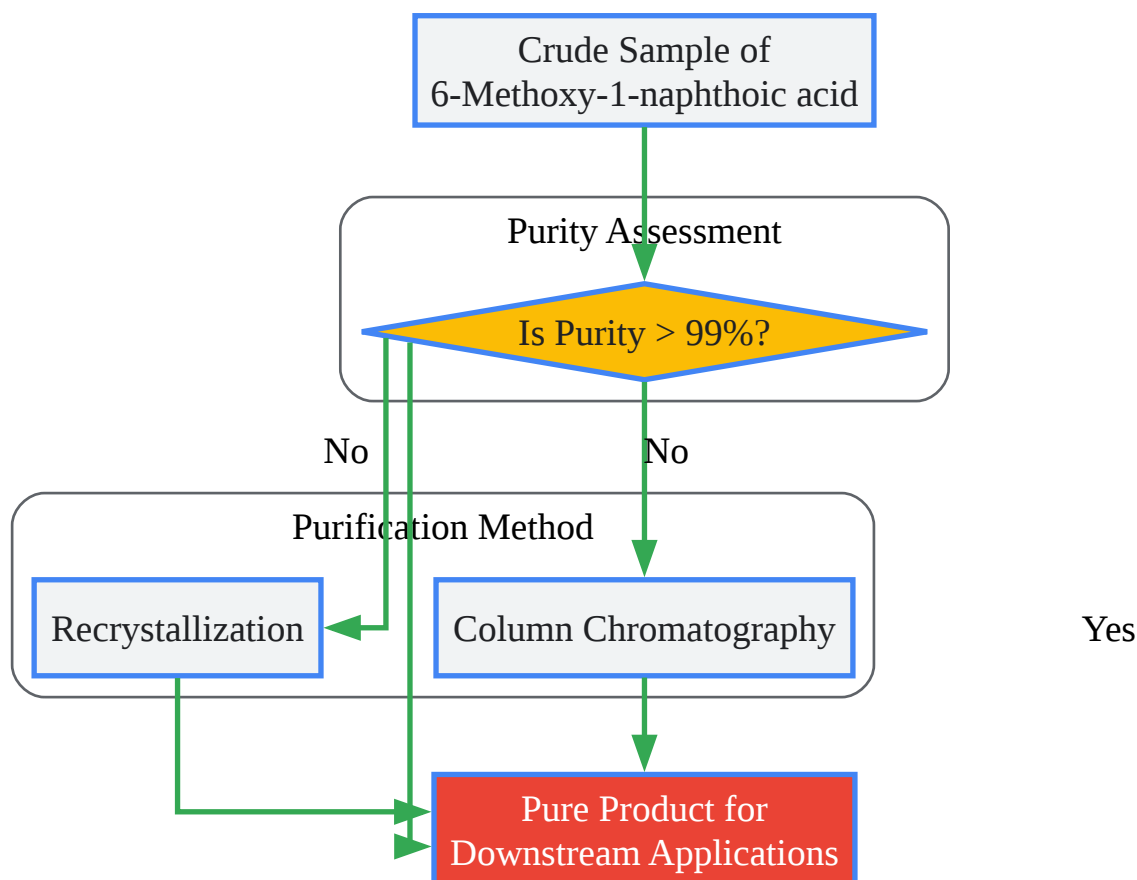 Crude Sample of
6-Methoxy-1-naphthoic acid
Purity Assessment
Is Purity > 99%?
No
No
Purification Method
Recrystallization
Column Chromatography
Yes
Pure Product for
Downstream Applications